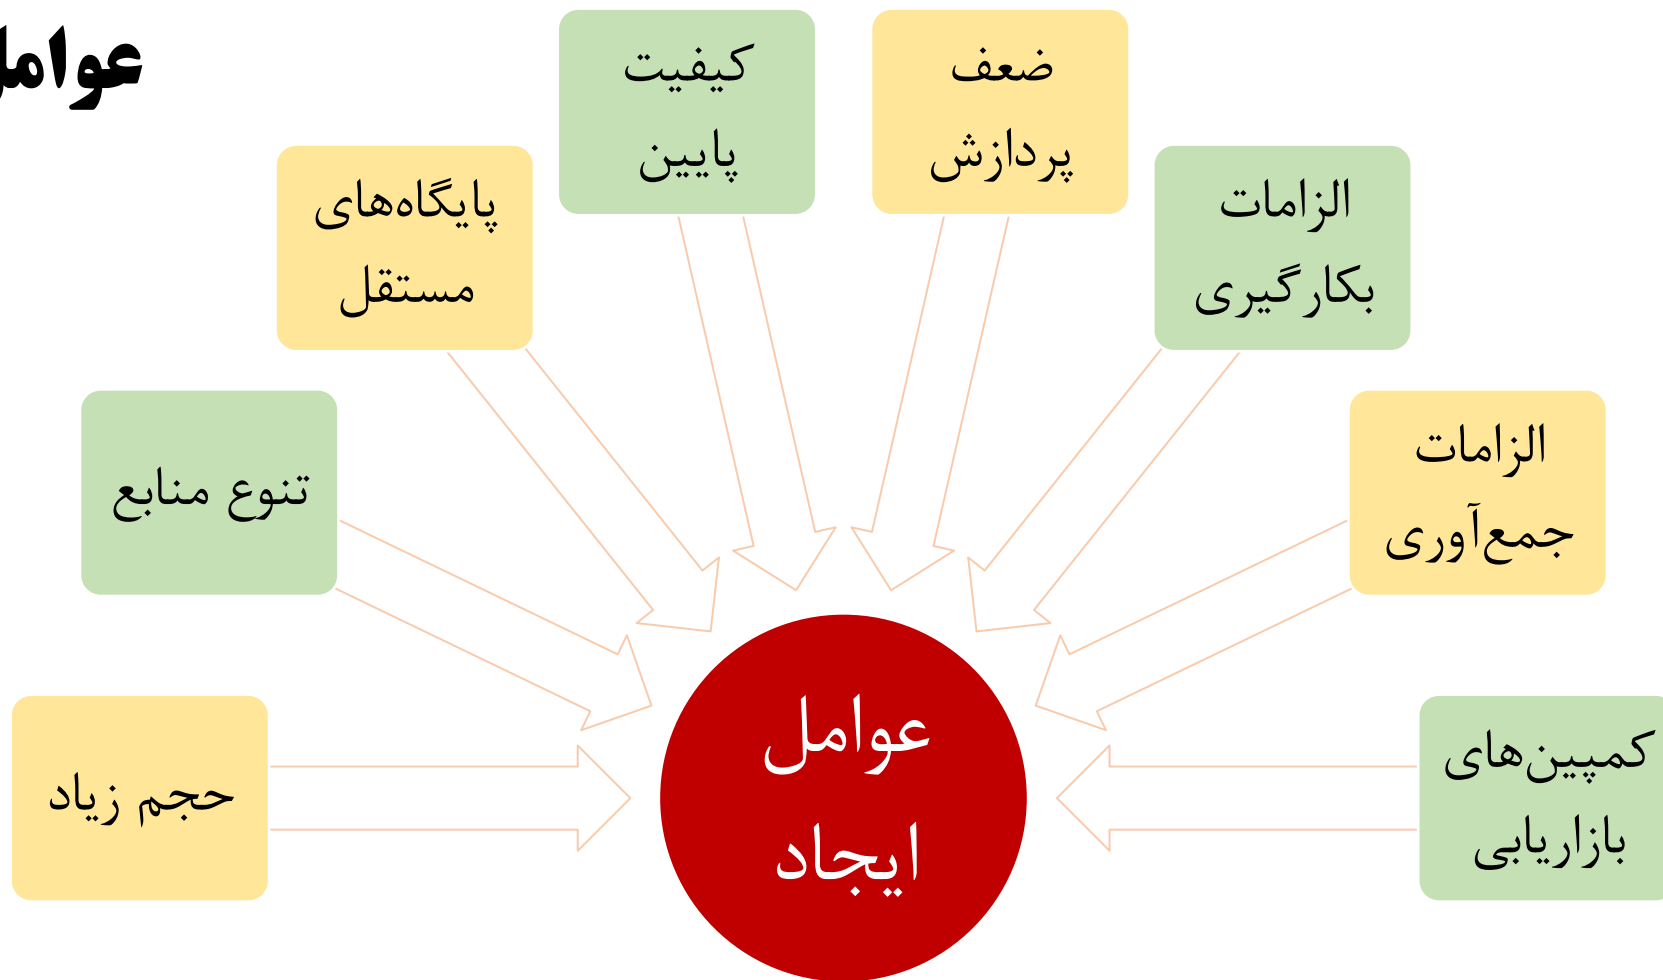 عوامل
کیفیت
پایین
ضعف
پردازش
پایگاه‌های
مستقل
الزامات
بکارگیری
تنوع منابع
الزامات
جمع‌آوری
حجم زیاد
کمپین‌های
بازاریابی
عوامل
ایجاد